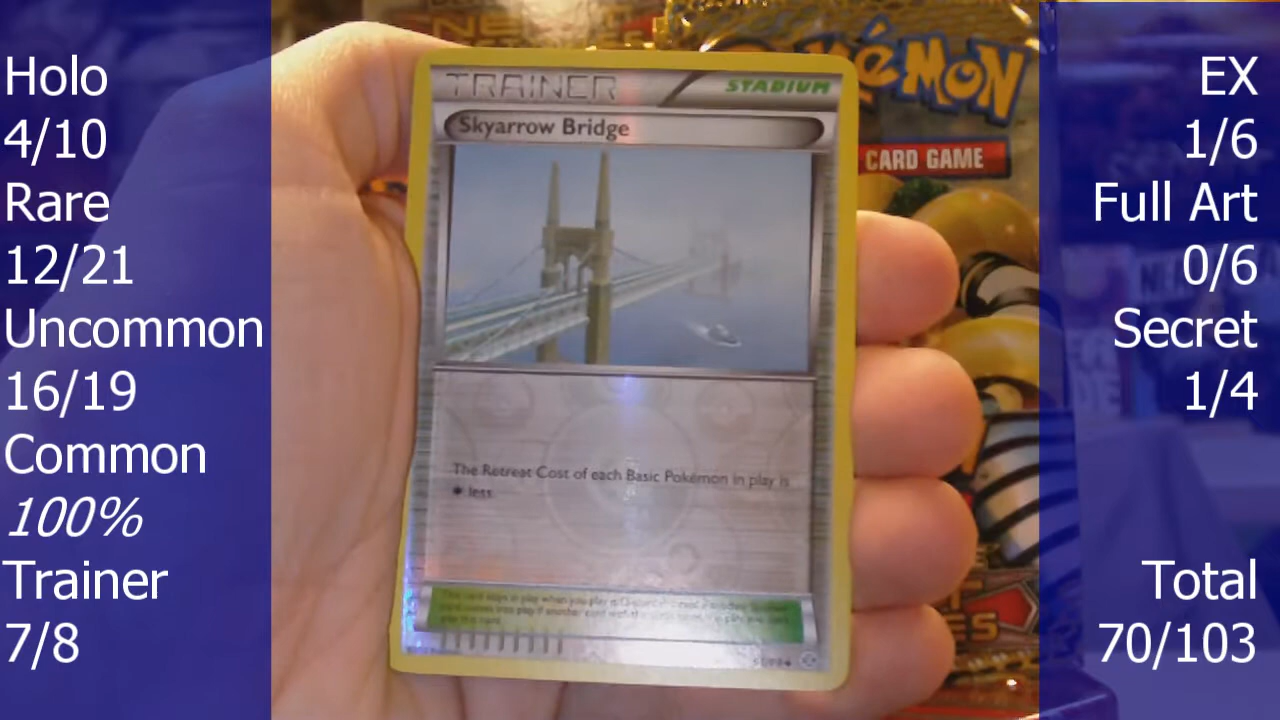 Holo
4/10
Rare
12/21
Uncommon
16/19
Common
100%
Trainer
7/8
TRAINER
STADIUM
Skyarrow Bridge
The Retreat Cost of each Basic Pokémon in play is
less.
Pokémon
CARD GAME
EX
1/6
Full Art
0/6
Secret
1/4
Total
70/103